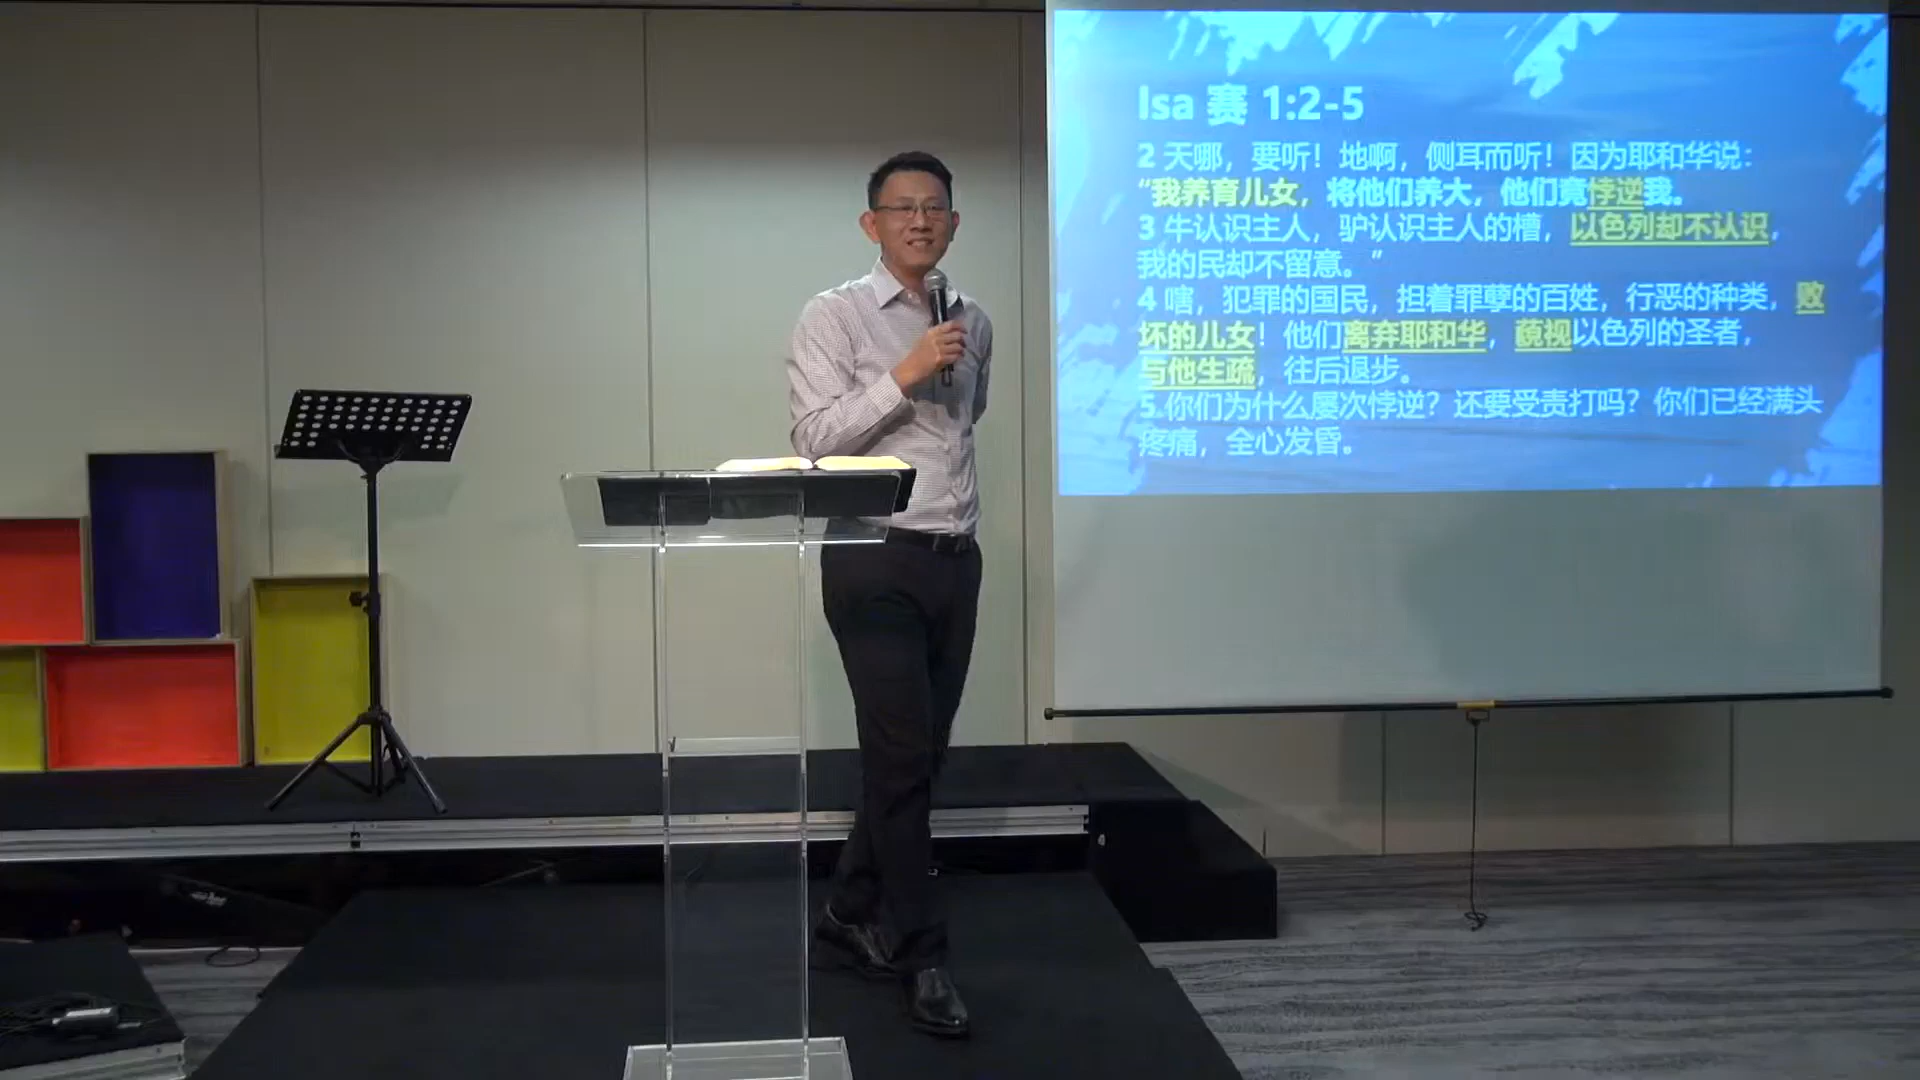 Isa 赛 1:2-5
2 天哪，要听！地啊，侧耳而听！因为耶和华说：
“我养育儿女，将他们养大，他们竟悖逆我。
3 牛认识主人，驴认识主人的槽，以色列却不认识，
我的民却不留意。”
4 嗐，犯罪的国民，担着罪孽的百姓，行恶的种类，败
坏的儿女！他们离弃耶和华，藐视以色列的圣者，
与他生疏，往后退步。
5 你们为什么屡次悖逆？还要受责打吗？你们已经满头
疼痛，全心发昏。